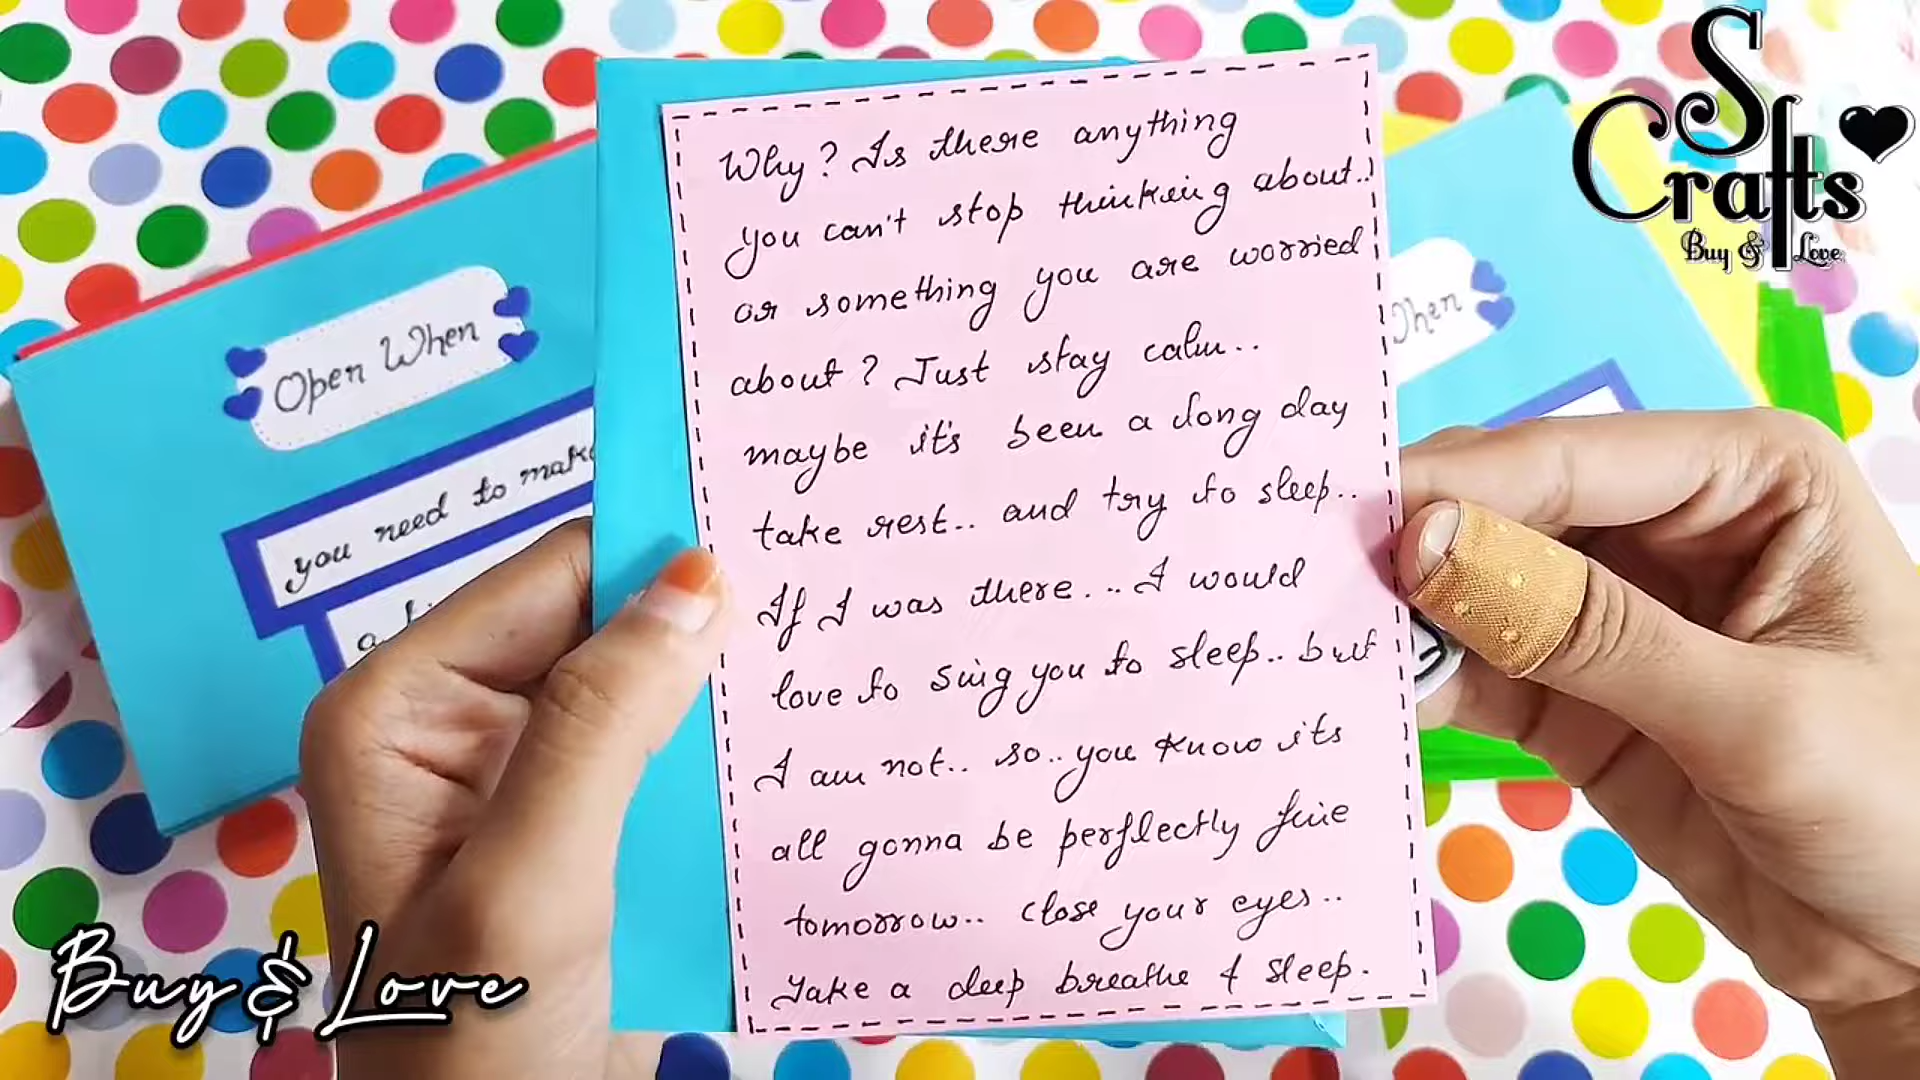 Why? Is there anything
you can't stop thinking about..
or something you are worried
about? Just stay calm..
maybe it's been a long day
take rest.. and try to sleep..
If I was there... I would
love to sing you to sleep.. but
I am not.. so.. you know its
all gonna be perflectly fine
tomorrow.. close your eyes..
Take a deep breathe & sleep.
Open When
you need to make
a
When
S
Crafts
Buy & Love
Buy & Love